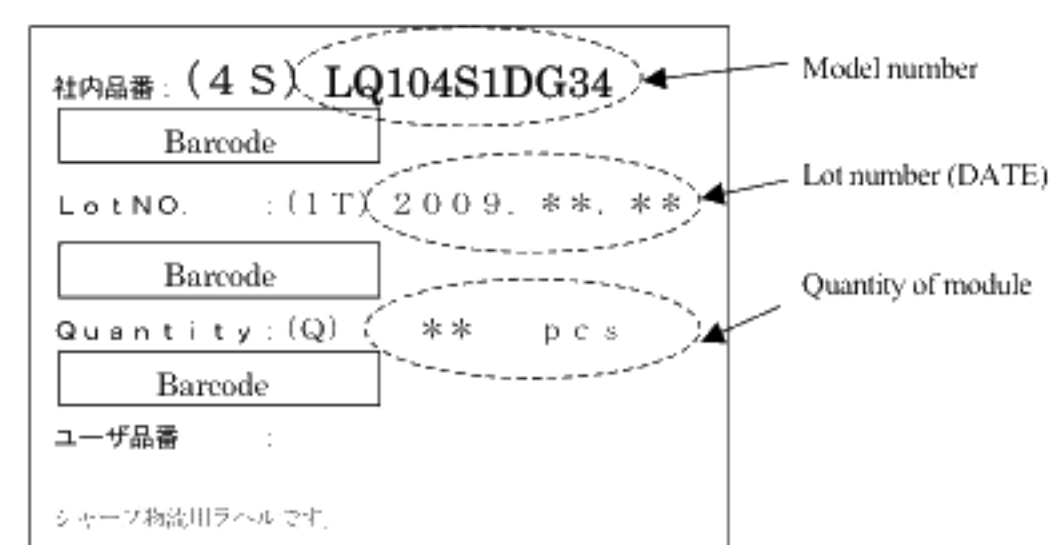 社内品番 : (4S) LQ104S1DG34
Model number
Barcode
LotNO. : (1T) 2009. **. **
Lot number (DATE)
Barcode
Quantity : (Q) ** pcs
Quantity of module
Barcode
ユーザ品番 :
シャープ物流用ラベルです。